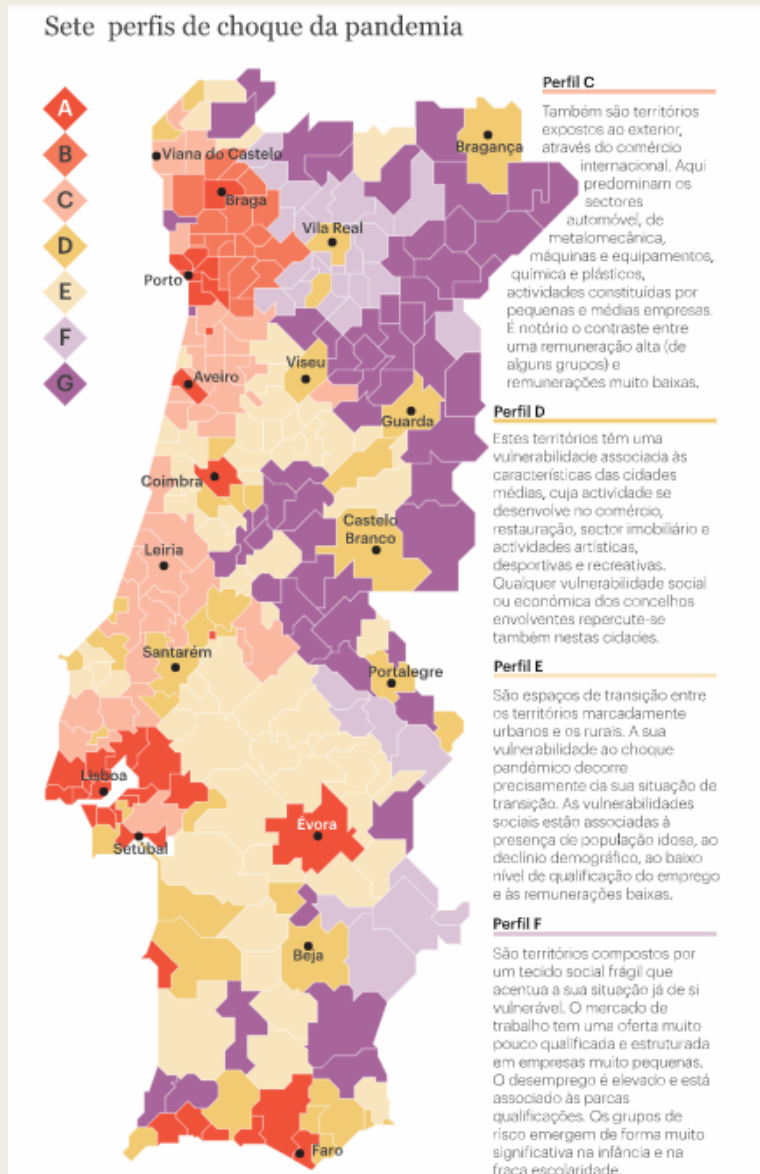 Sete perfis de choque da pandemia
A
B
C
D
E
F
G
Viana do Castelo
Braga
Bragança
Vila Real
Porto
Viseu
Aveiro
Guarda
Coimbra
Castelo
Branco
Leiria
Santarém
Portalegre
Lisboa
Évora
Setúbal
Beja
Faro
Perfil C
Também são territórios
expostos ao exterior,
através do comércio
internacional. Aqui
predominam os
sectores
automóvel, de
metalomecânica,
máquinas e equipamentos,
química e plásticos,
actividades constituídas por
pequenas e médias empresas.
É notório o contraste entre
uma remuneração alta (de
alguns grupos) e
remunerações muito baixas.
Perfil D
Estes territórios têm uma
vulnerabilidade associada às
características das cidades
médias, cuja actividade se
desenvolve no comércio,
restauração, sector imobiliário e
actividades artísticas,
desportivas e recreativas.
Qualquer vulnerabilidade social
ou económica dos concelhos
envolventes repercute-se
também nestas cidades.
Perfil E
São espaços de transição entre
os territórios marcadamente
urbanos e os rurais. A sua
vulnerabilidade ao choque
pandémico decorre
precisamente da sua situação de
transição. As vulnerabilidades
sociais estão associadas à
presença de população idosa, ao
declínio demográfico, ao baixo
nível de qualificação do emprego
e às remunerações baixas.
Perfil F
São territórios compostos por
um tecido social frágil que
acentua a sua situação já de si
vulnerável. O mercado de
trabalho tem uma oferta muito
pouco qualificada e estruturada
em empresas muito pequenas.
O desemprego é elevado e está
associado às parcas
qualificações. Os grupos de
risco emergem de forma muito
significativa na infância e na
fraca escolaridade